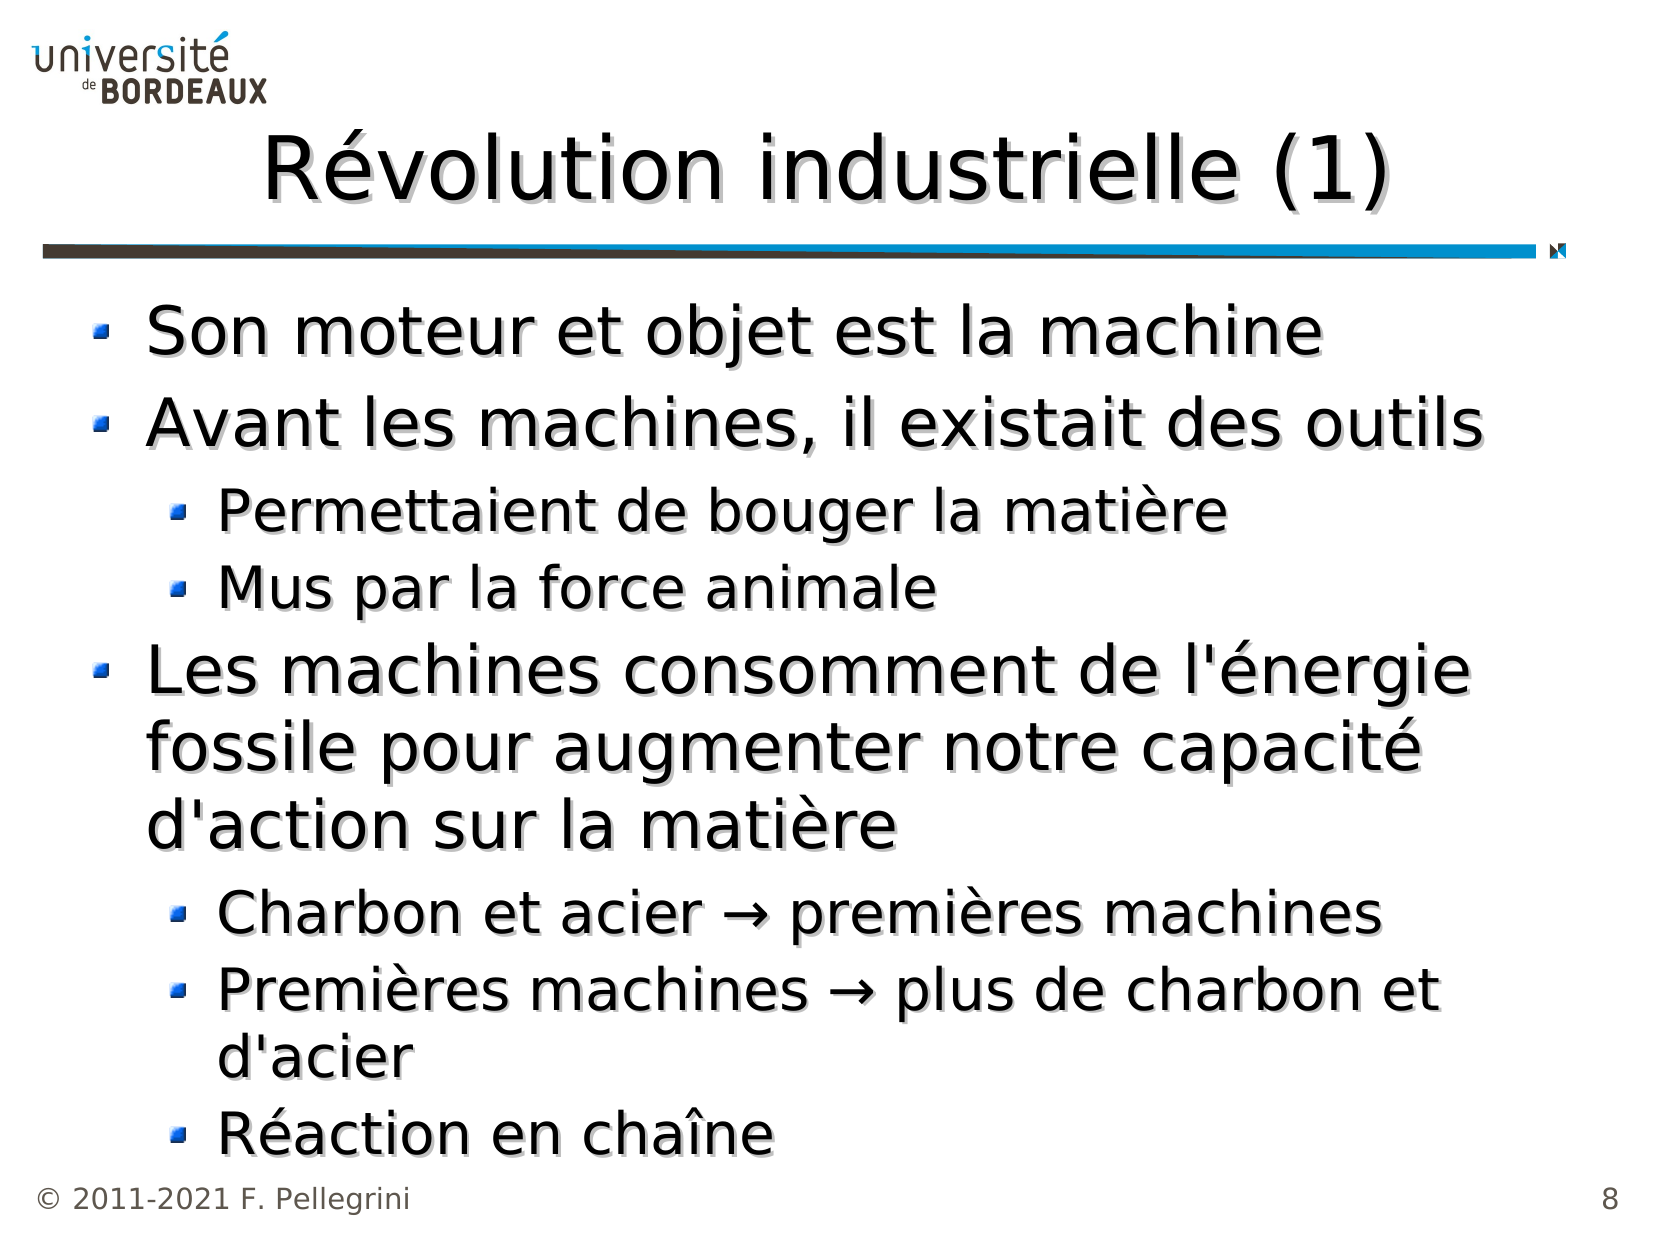 université
de BORDEAUX
Révolution industrielle (1)
Son moteur et objet est la machine
Avant les machines, il existait des outils
Permettaient de bouger la matière
Mus par la force animale
Les machines consomment de l'énergie
fossile pour augmenter notre capacité
d'action sur la matière
Charbon et acier → premières machines
Premières machines → plus de charbon et
d'acier
Réaction en chaîne
© 2011-2021 F. Pellegrini
8